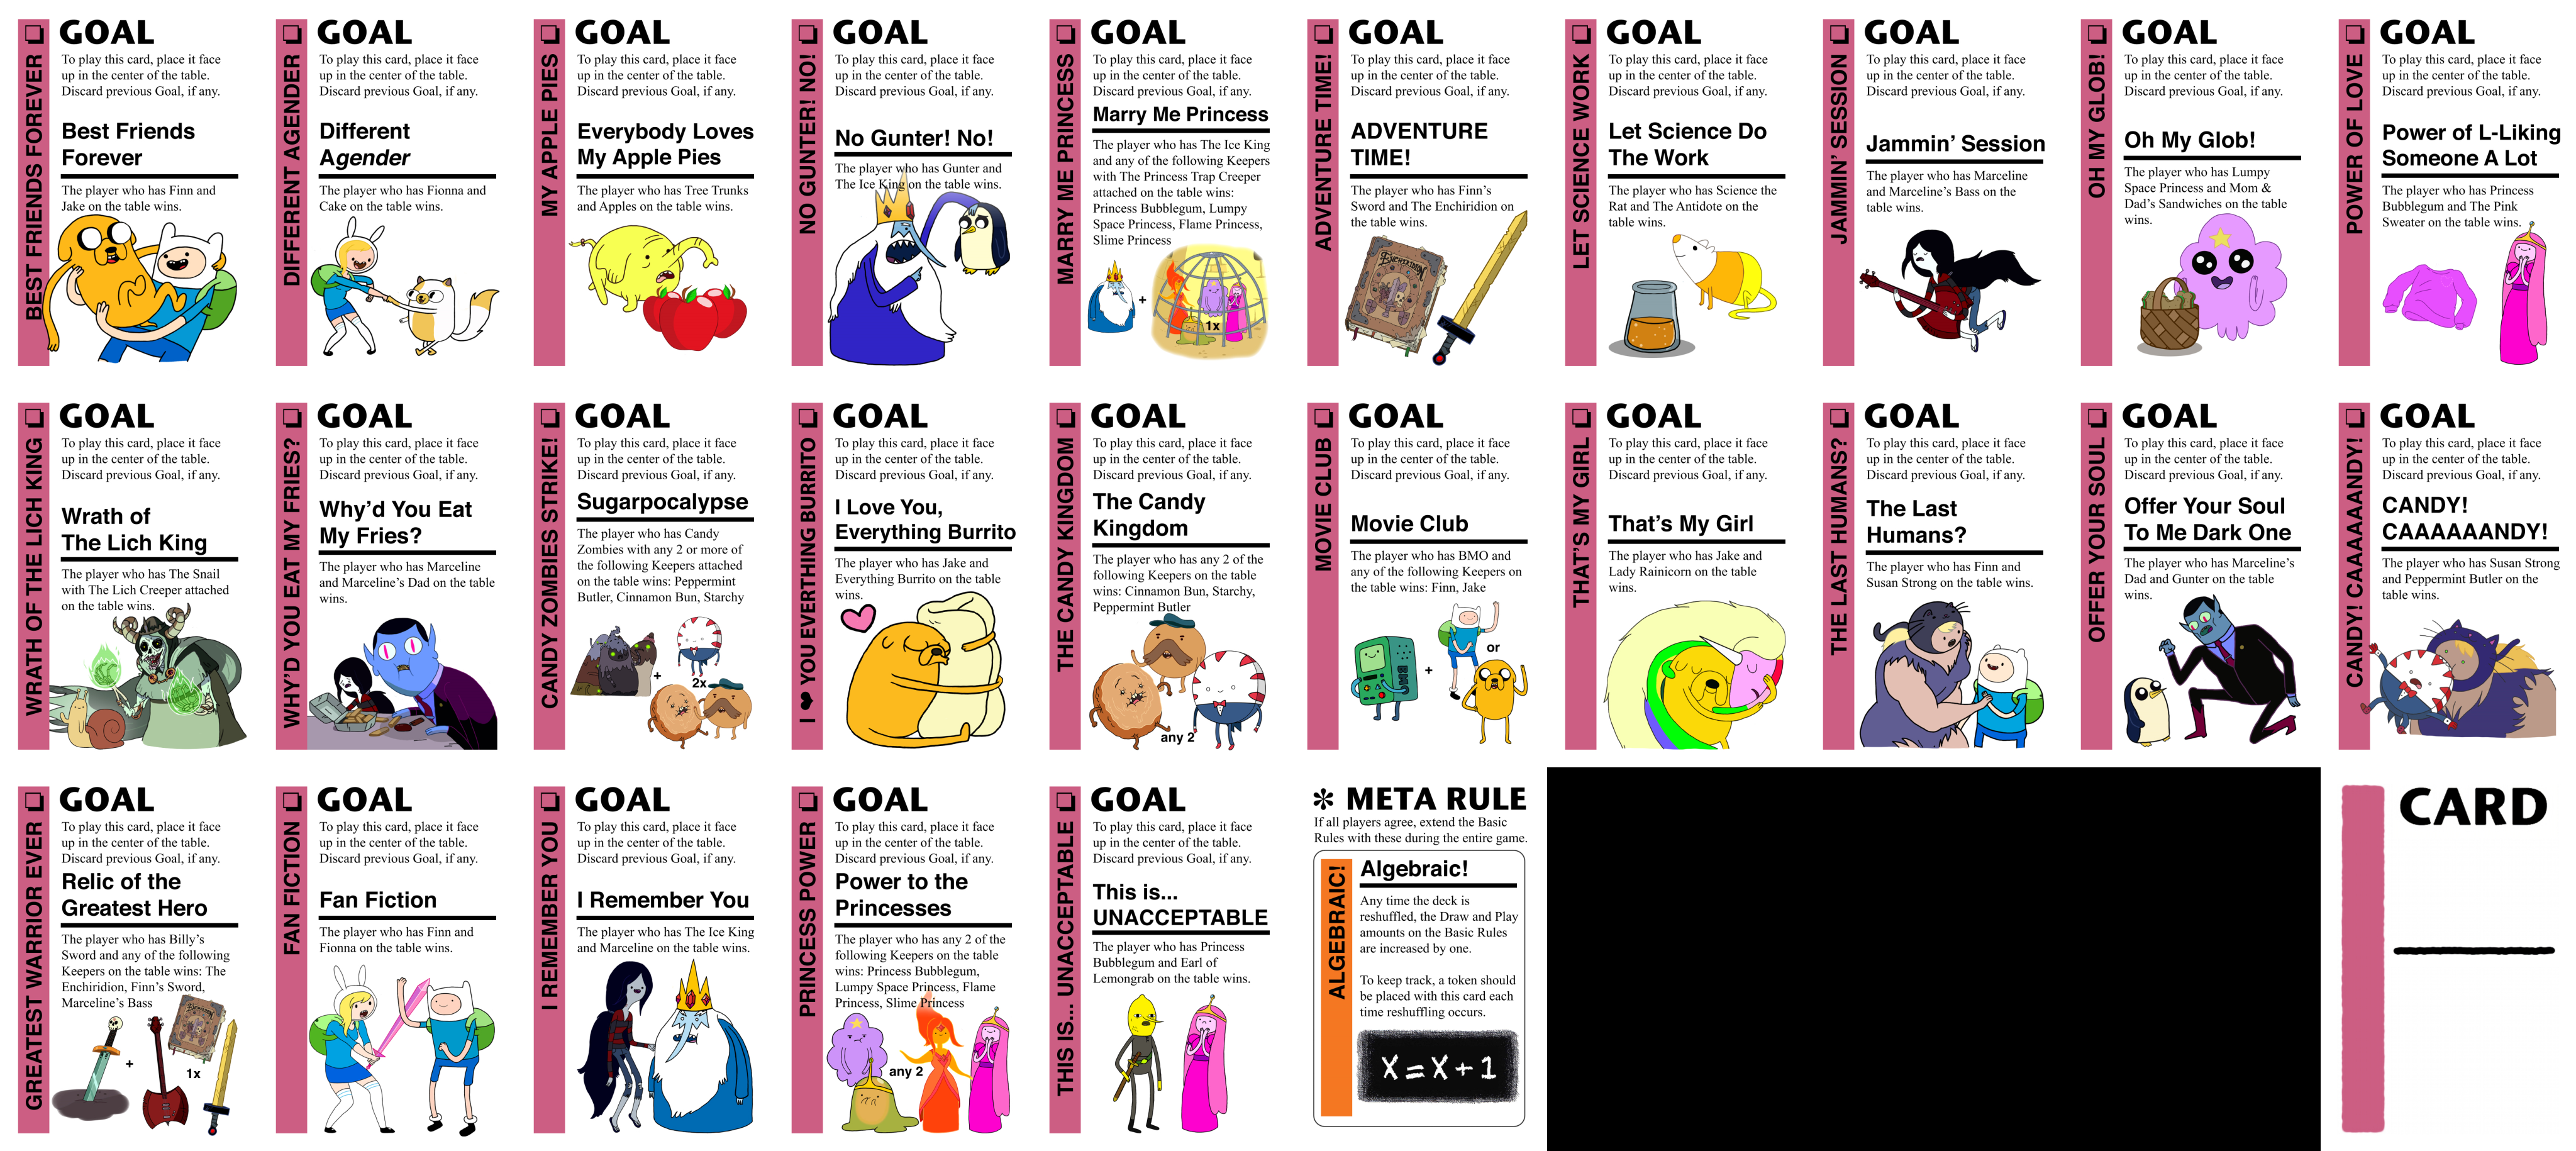 BEST FRIENDS FOREVER
GOAL
To play this card, place it face
up in the center of the table.
Discard previous Goal, if any.
Best Friends
Forever
The player who has Finn and
Jake on the table wins.
DIFFERENT AGENDER
GOAL
To play this card, place it face
up in the center of the table.
Discard previous Goal, if any.
Different
Agender
The player who has Fionna and
Cake on the table wins.
MY APPLE PIES
GOAL
To play this card, place it face
up in the center of the table.
Discard previous Goal, if any.
Everybody Loves
My Apple Pies
The player who has Tree Trunks
and Apples on the table wins.
NO GUNTER! NO!
GOAL
To play this card, place it face
up in the center of the table.
Discard previous Goal, if any.
No Gunter! No!
The player who has Gunter and
The Ice King on the table wins.
MARRY ME PRINCESS
GOAL
To play this card, place it face
up in the center of the table.
Discard previous Goal, if any.
Marry Me Princess
The player who has The Ice King
and any of the following Keepers
with The Princess Trap Creeper
attached on the table wins:
Princess Bubblegum, Lumpy
Space Princess, Flame Princess,
Slime Princess
+
1x
ADVENTURE TIME!
GOAL
To play this card, place it face
up in the center of the table.
Discard previous Goal, if any.
ADVENTURE
TIME!
The player who has Finn's
Sword and The Enchiridion on
the table wins.
ENCHIRIDION
LET SCIENCE WORK
GOAL
To play this card, place it face
up in the center of the table.
Discard previous Goal, if any.
Let Science Do
The Work
The player who has Science the
Rat and The Antidote on the
table wins.
JAMMIN' SESSION
GOAL
To play this card, place it face
up in the center of the table.
Discard previous Goal, if any.
Jammin' Session
The player who has Marceline
and Marceline's Bass on the
table wins.
OH MY GLOB!
GOAL
To play this card, place it face
up in the center of the table.
Discard previous Goal, if any.
Oh My Glob!
The player who has Lumpy
Space Princess and Mom &
Dad's Sandwiches on the table
wins.
POWER OF LOVE
GOAL
To play this card, place it face
up in the center of the table.
Discard previous Goal, if any.
Power of L-Liking
Someone A Lot
The player who has Princess
Bubblegum and The Pink
Sweater on the table wins.
WRATH OF THE LICH KING
GOAL
To play this card, place it face
up in the center of the table.
Discard previous Goal, if any.
Wrath of
The Lich King
The player who has The Snail
with The Lich Creeper attached
on the table wins.
WHY'D YOU EAT MY FRIES?
GOAL
To play this card, place it face
up in the center of the table.
Discard previous Goal, if any.
Why'd You Eat
My Fries?
The player who has Marceline
and Marceline's Dad on the table
wins.
CANDY ZOMBIES STRIKE!
GOAL
To play this card, place it face
up in the center of the table.
Discard previous Goal, if any.
Sugarpocalypse
The player who has Candy
Zombies with any 2 or more of
the following Keepers attached
on the table wins: Peppermint
Butler, Cinnamon Bun, Starchy
+
2x
I ♥ YOU EVERYTHING BURRITO
GOAL
To play this card, place it face
up in the center of the table.
Discard previous Goal, if any.
I Love You,
Everything Burrito
The player who has Jake and
Everything Burrito on the table
wins.
THE CANDY KINGDOM
GOAL
To play this card, place it face
up in the center of the table.
Discard previous Goal, if any.
The Candy
Kingdom
The player who has any 2 of the
following Keepers on the table
wins: Cinnamon Bun, Starchy,
Peppermint Butler
any 2
MOVIE CLUB
GOAL
To play this card, place it face
up in the center of the table.
Discard previous Goal, if any.
Movie Club
The player who has BMO and
any of the following Keepers on
the table wins: Finn, Jake
+
or
THAT'S MY GIRL
GOAL
To play this card, place it face
up in the center of the table.
Discard previous Goal, if any.
That's My Girl
The player who has Jake and
Lady Rainicorn on the table
wins.
THE LAST HUMANS?
GOAL
To play this card, place it face
up in the center of the table.
Discard previous Goal, if any.
The Last
Humans?
The player who has Finn and
Susan Strong on the table wins.
OFFER YOUR SOUL
GOAL
To play this card, place it face
up in the center of the table.
Discard previous Goal, if any.
Offer Your Soul
To Me Dark One
The player who has Marceline's
Dad and Gunter on the table
wins.
CANDY! CAAAAAANDY!
GOAL
To play this card, place it face
up in the center of the table.
Discard previous Goal, if any.
CANDY!
CAAAAAANDY!
The player who has Susan Strong
and Peppermint Butler on the
table wins.
GREATEST WARRIOR EVER
GOAL
To play this card, place it face
up in the center of the table.
Discard previous Goal, if any.
Relic of the
Greatest Hero
The player who has Billy's
Sword and any of the following
Keepers on the table wins: The
Enchiridion, Finn's Sword,
Marceline's Bass
+
1x
FAN FICTION
GOAL
To play this card, place it face
up in the center of the table.
Discard previous Goal, if any.
Fan Fiction
The player who has Finn and
Fionna on the table wins.
I REMEMBER YOU
GOAL
To play this card, place it face
up in the center of the table.
Discard previous Goal, if any.
I Remember You
The player who has The Ice King
and Marceline on the table wins.
PRINCESS POWER
GOAL
To play this card, place it face
up in the center of the table.
Discard previous Goal, if any.
Power to the
Princesses
The player who has any 2 of the
following Keepers on the table
wins: Princess Bubblegum,
Lumpy Space Princess, Flame
Princess, Slime Princess
any 2
THIS IS... UNACCEPTABLE
GOAL
To play this card, place it face
up in the center of the table.
Discard previous Goal, if any.
This is...
UNACCEPTABLE
The player who has Princess
Bubblegum and Earl of
Lemongrab on the table wins.
* META RULE
If all players agree, extend the Basic
Rules with these during the entire game.
ALGEBRAIC!
Algebraic!
Any time the deck is
reshuffled, the Draw and Play
amounts on the Basic Rules
are increased by one.
To keep track, a token should
be placed with this card each
time reshuffling occurs.
X=X+1
CARD